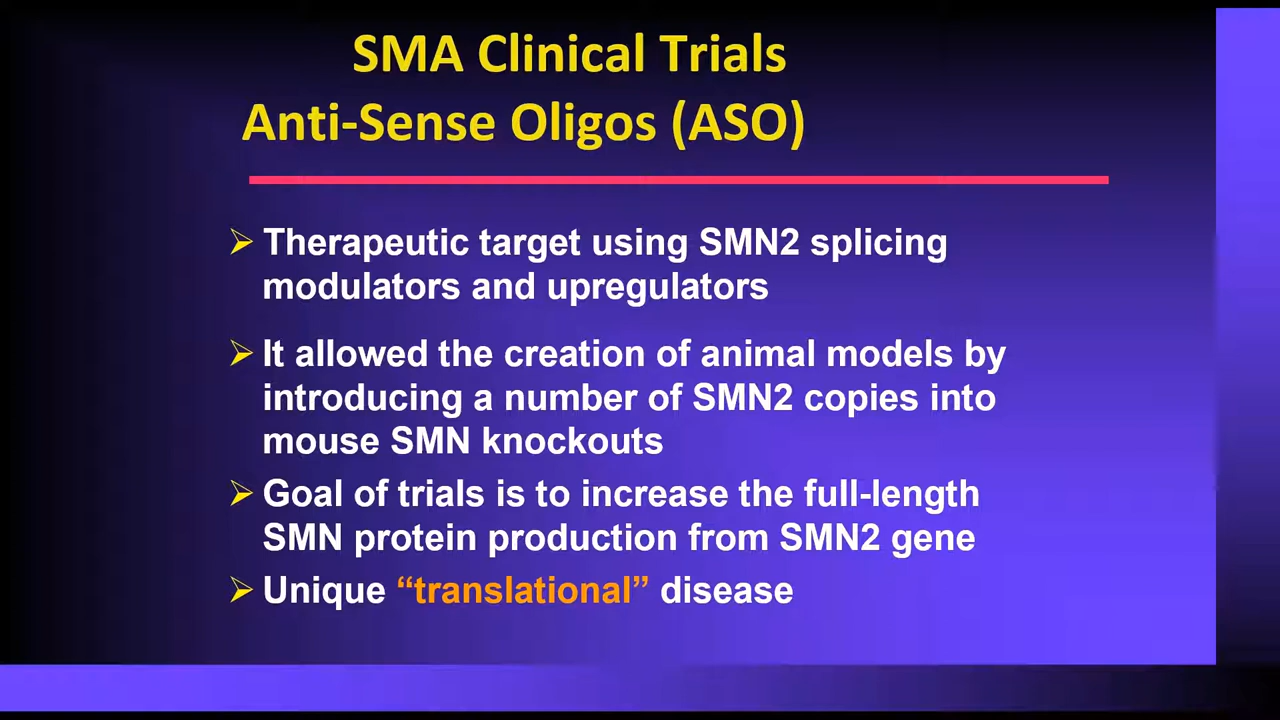 SMA Clinical Trials
Anti-Sense Oligos (ASO)
Therapeutic target using SMN2 splicing
modulators and upregulators
It allowed the creation of animal models by
introducing a number of SMN2 copies into
mouse SMN knockouts
Goal of trials is to increase the full-length
SMN protein production from SMN2 gene
Unique “translational” disease